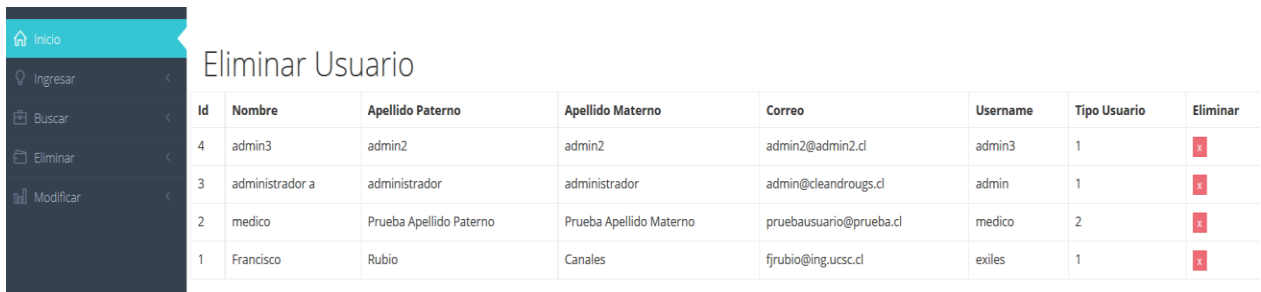 Inicio
Ingresar
Buscar
Eliminar
Modificar
Eliminar Usuario
Id Nombre Apellido Paterno Apellido Materno Correo Username Tipo Usuario Eliminar
4 admin3 admin2 admin2 admin2@admin2.cl admin3 1 x
3 administrador a administrador administrador admin@cleandrougs.cl admin 1 x
2 medico Prueba Apellido Paterno Prueba Apellido Materno pruebausuario@prueba.cl medico 2 x
1 Francisco Rubio Canales fjrubio@ing.ucsc.cl exiles 1 x